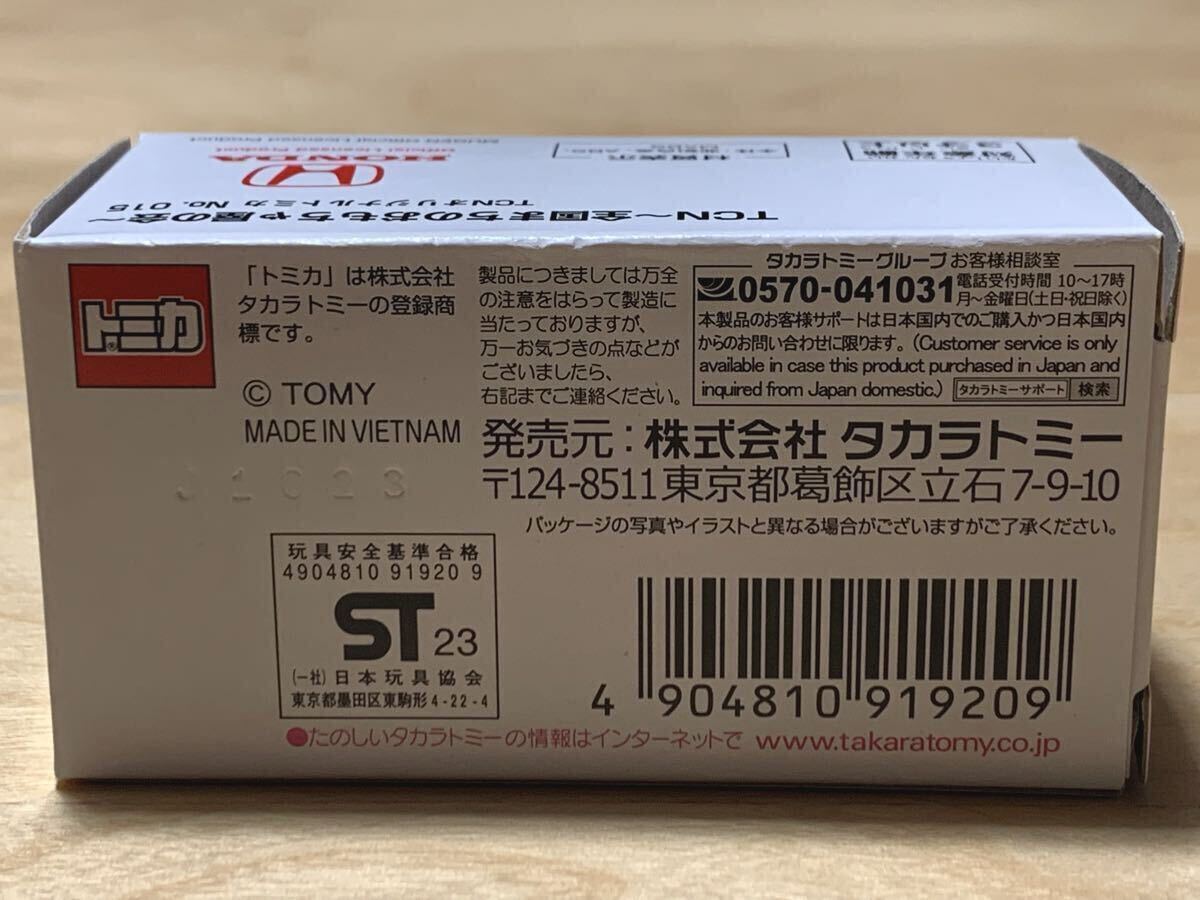 TCN～全国まちのおもちゃ屋の会～
TCNオリジナルトミカ No. 015
HONDA
Official Licensed Product
トミカ
®
「トミカ」は株式会社
タカラトミーの登録商
標です。
© TOMY
MADE IN VIETNAM
製品につきましては万全
の注意をはらって製造に
当たっておりますが、
万一お気づきの点などが
ございましたら、
右記までご連絡ください。
タカラトミーグループ お客様相談室
0570-041031 電話受付時間 10～17時
月～金曜日(土日・祝日除く)
本製品のお客様サポートは日本国内でのご購入かつ日本国内
からのお問い合わせに限ります。(Customer service is only
available in case this product purchased in Japan and
inquired from Japan domestic.) タカラトミーサポート 検索
発売元：株式会社 タカラトミー
〒124-8511 東京都葛飾区立石 7-9-10
パッケージの写真やイラストと異なる場合がございますがご了承ください。
玩具安全基準合格
4904810 91920 9
ST 23
(一社) 日本玩具協会
東京都墨田区東駒形4-22-4
4 904810 919209
●たのしいタカラトミーの情報はインターネットで www.takaratomy.co.jp